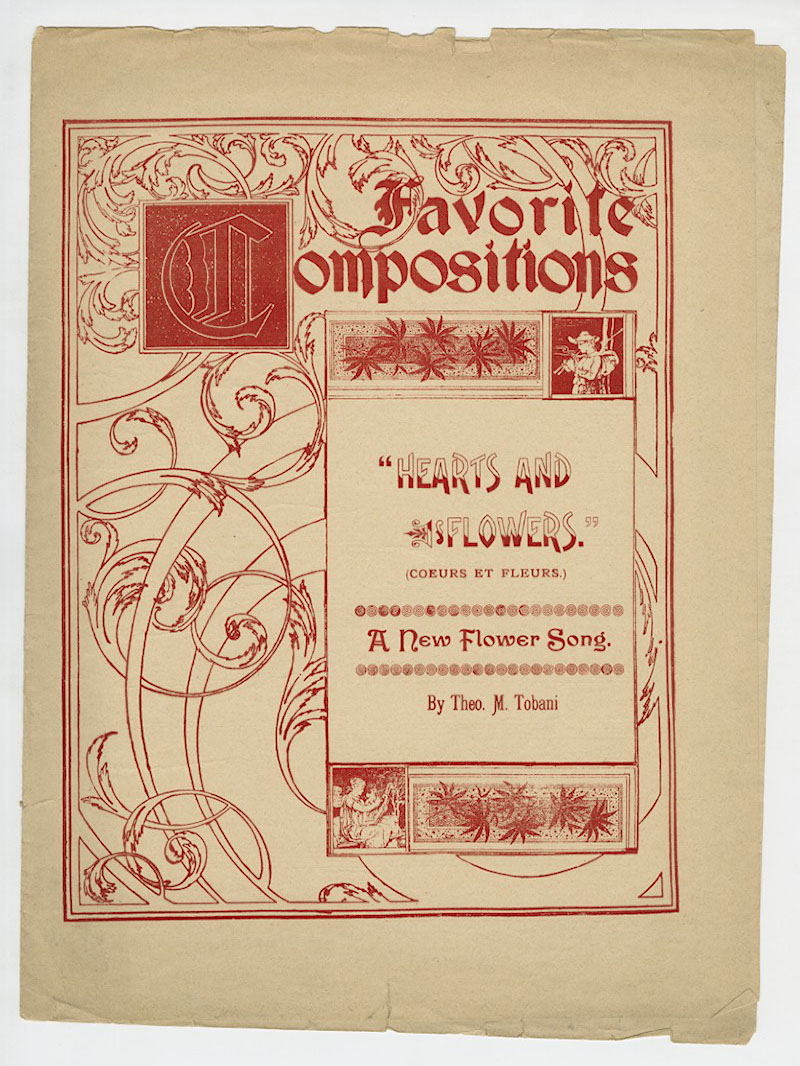 Favorite
Compositions
"HEARTS AND
FLOWERS."
(COEURS ET FLEURS.)
A New Flower Song.
By Theo. M. Tobani